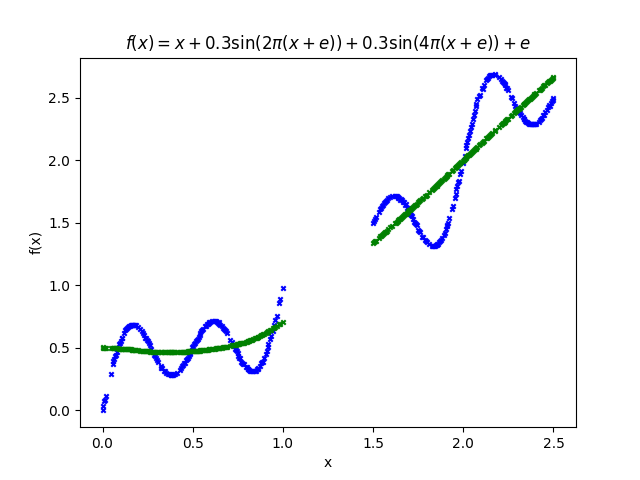 f(x) = x + 0.3sin(2π(x + e)) + 0.3sin(4π(x + e)) + e
2.5
2.0
1.5
1.0
0.5
0.0
f(x)
0.0 0.5 1.0 1.5 2.0 2.5
x